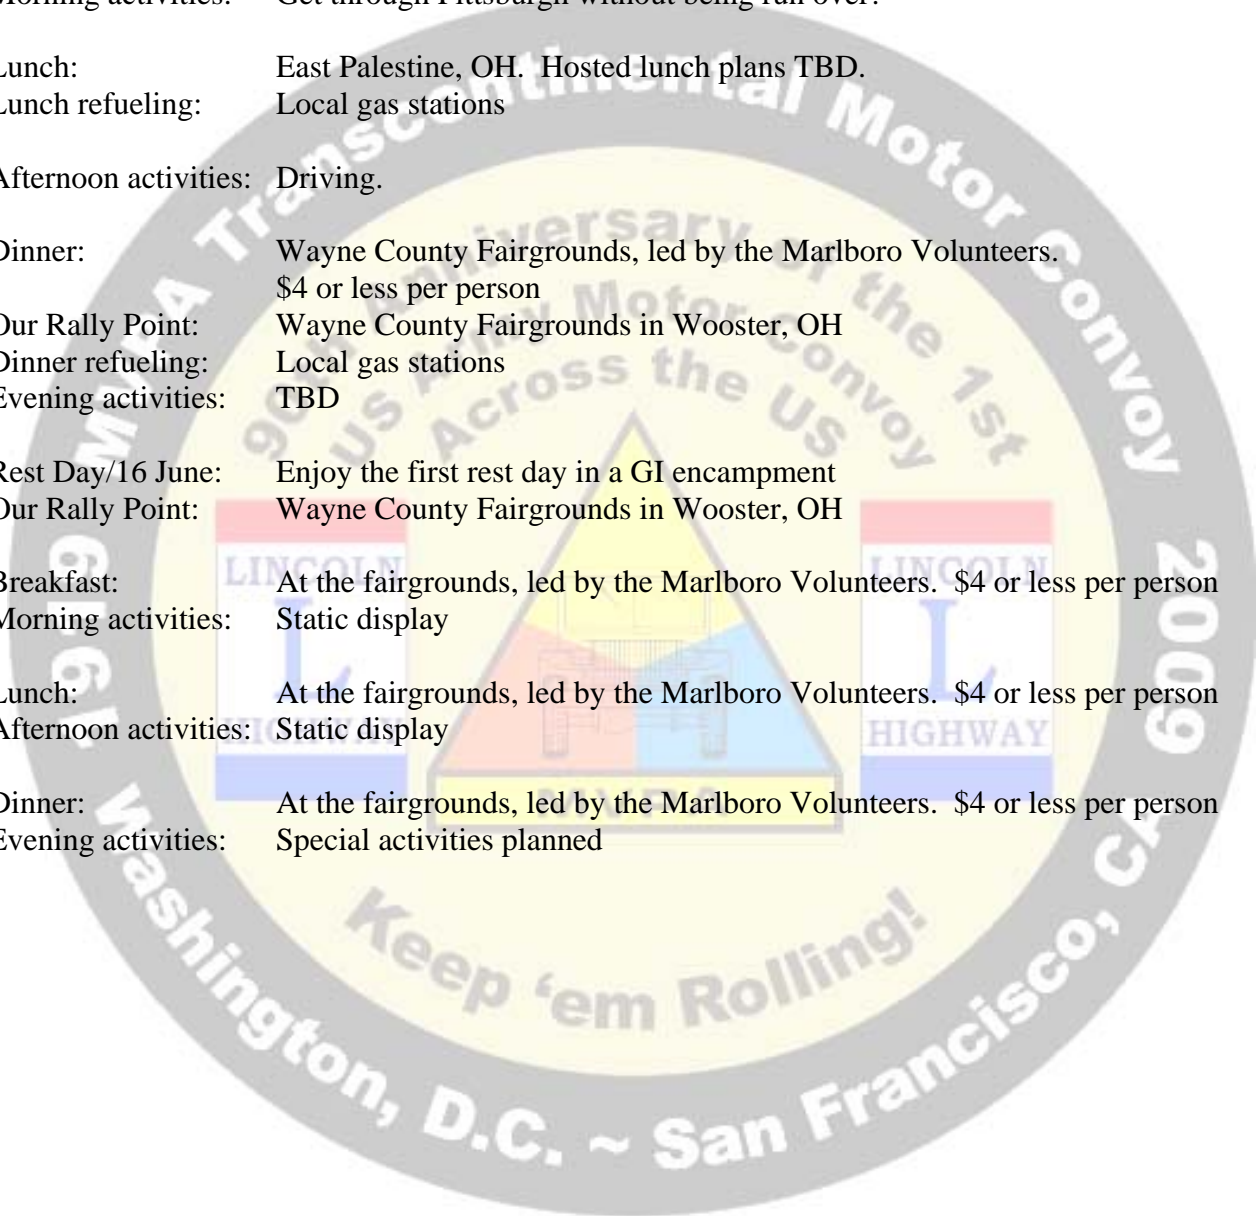 Morning activities: Get through Pittsburgh without being run over!
Lunch: East Palestine, OH. Hosted lunch plans TBD.
Lunch refueling: Local gas stations
Afternoon activities: Driving.
Dinner: Wayne County Fairgrounds, led by the Marlboro Volunteers.
$4 or less per person
Our Rally Point: Wayne County Fairgrounds in Wooster, OH
Dinner refueling: Local gas stations
Evening activities: TBD
Rest Day/16 June: Enjoy the first rest day in a GI encampment
Our Rally Point: Wayne County Fairgrounds in Wooster, OH
Breakfast: At the fairgrounds, led by the Marlboro Volunteers. $4 or less per person
Morning activities: Static display
Lunch: At the fairgrounds, led by the Marlboro Volunteers. $4 or less per person
Afternoon activities: Static display
Dinner: At the fairgrounds, led by the Marlboro Volunteers. $4 or less per person
Evening activities: Special activities planned
MVPA Transcontinental Motor Convoy 2009
90th Anniversary of the 1st
US Army Motor Convoy
Across the US
LINCOLN
L
HIGHWAY
LINCOLN
L
HIGHWAY
MVPA
Keep 'em Rolling!
Washington, D.C. ~ San Francisco, CA